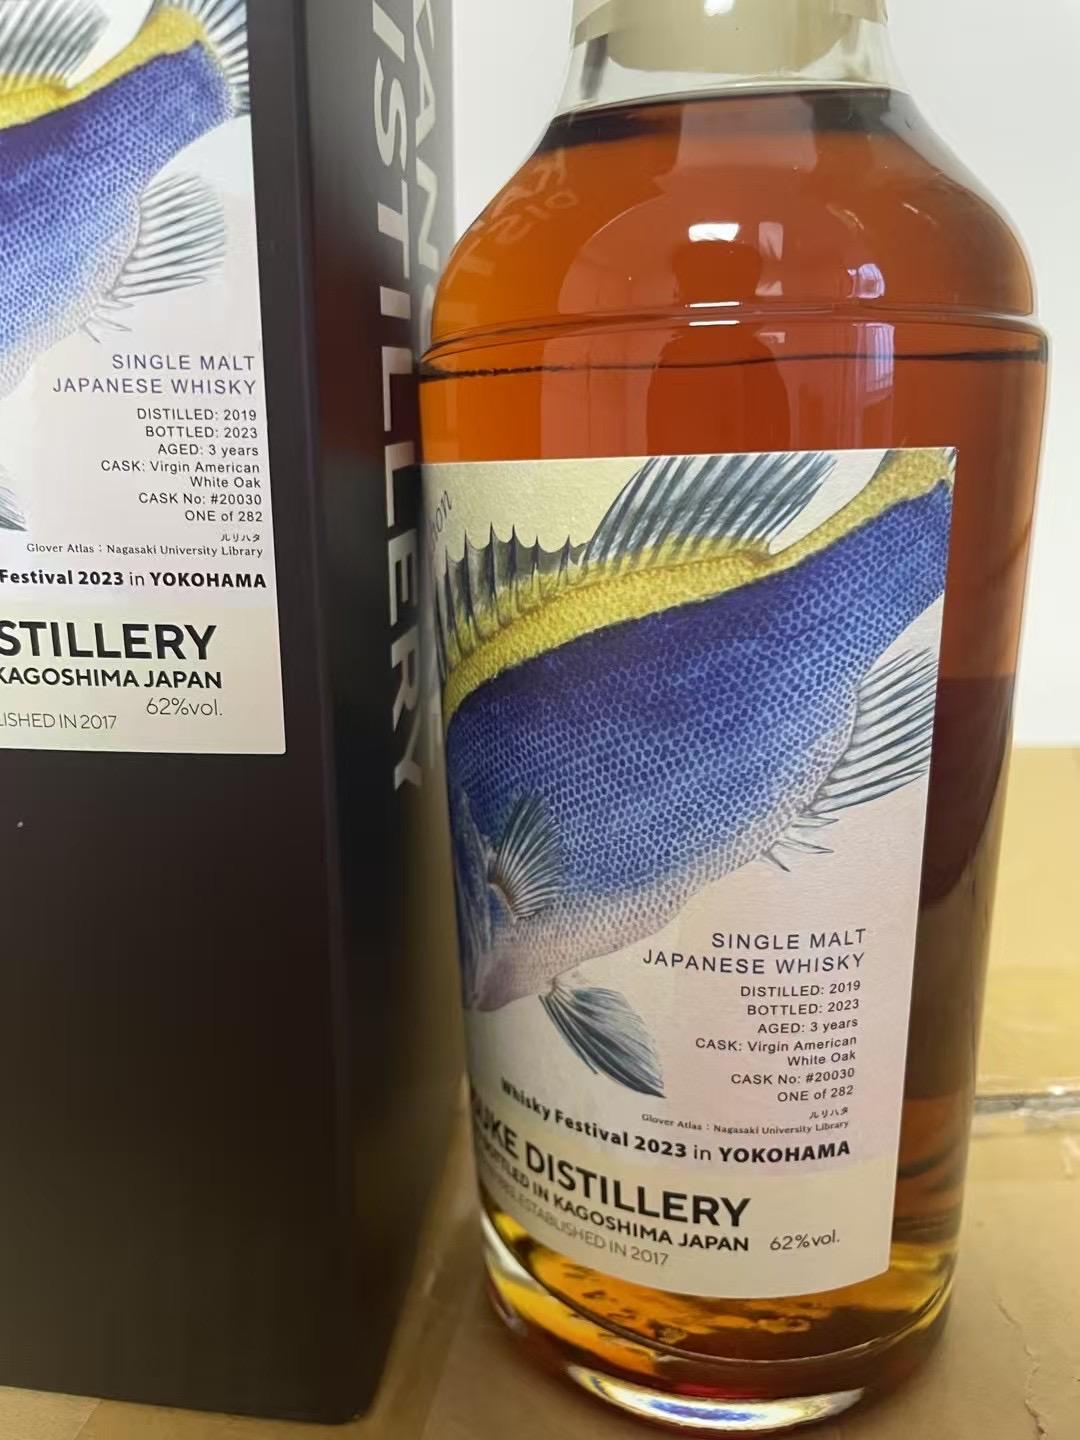 DISTILLERY
SINGLE MALT
JAPANESE WHISKY
DISTILLED: 2019
BOTTLED: 2023
AGED: 3 years
CASK: Virgin American
White Oak
CASK No: #20030
ONE of 282
ルリハタ
Glover Atlas : Nagasaki University Library
Festival 2023 in YOKOHAMA
STILLERY
KAGOSHIMA JAPAN
62%vol.
LISHED IN 2017
SINGLE MALT
JAPANESE WHISKY
DISTILLED: 2019
BOTTLED: 2023
AGED: 3 years
CASK: Virgin American
White Oak
CASK No: #20030
ONE of 282
ルリハタ
Glover Atlas : Nagasaki University Library
Whisky Festival 2023 in YOKOHAMA
UKE DISTILLERY
BOTTLED IN KAGOSHIMA JAPAN
62%vol.
ESTABLISHED IN 2017